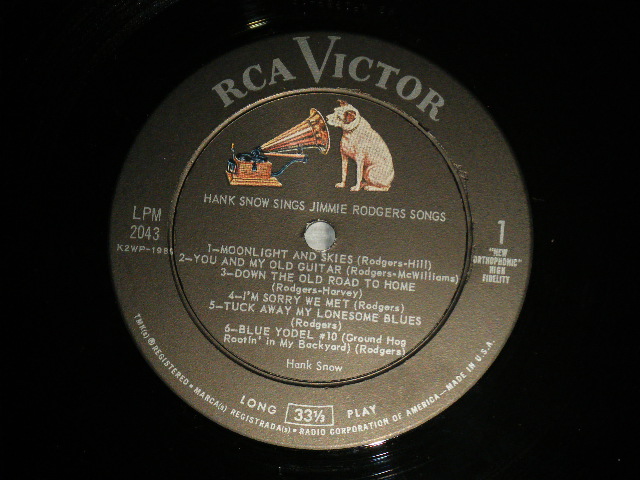 RCA VICTOR
HANK SNOW SINGS JIMMIE RODGERS SONGS
LPM
2043
K2WP-198
1
"NEW
ORTHOPHONIC"
HIGH
FIDELITY
1—MOONLIGHT AND SKIES (Rodgers-Hill)
2—YOU AND MY OLD GUITAR (Rodgers-McWilliams)
3—DOWN THE OLD ROAD TO HOME
(Rodgers-Harvey)
4—I'M SORRY WE MET (Rodgers)
5—TUCK AWAY MY LONESOME BLUES
(Rodgers)
6—BLUE YODEL #10 (Ground Hog
Rootin' in My Backyard) (Rodgers)
Hank Snow
LONG 33⅓ PLAY
TMK(s) ® REGISTERED • MARCA(s) REGISTRADA(s) • RADIO CORPORATION OF AMERICA—MADE IN U.S.A.